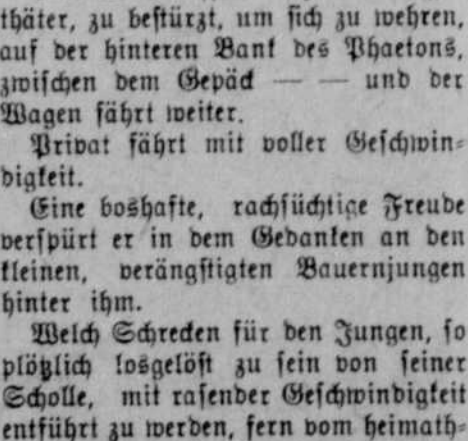 thäter, zu bestürzt, um sich zu wehren,
auf der hinteren Bank des Phaetons,
zwischen dem Gepäck — — und der
Wagen fährt weiter.
Privat fährt mit voller Geschwin-
digkeit.
Eine boshafte, rachsüchtige Freude
verspürt er in dem Gedanken an den
kleinen, verängstigten Bauernjungen
hinter ihm.
Welch Schrecken für den Jungen, so
plötzlich losgelöst zu sein von seiner
Scholle, mit rasender Geschwindigkeit
entführt zu werden, fern vom heimath-